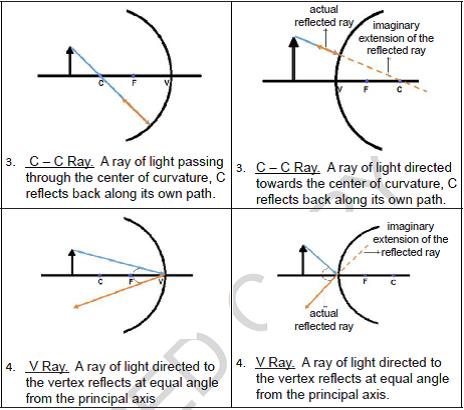 C F V
3. C – C Ray. A ray of light passing
through the center of curvature, C
reflects back along its own path.
actual
reflected ray
imaginary
extension of the
reflected ray
V F C
3. C – C Ray. A ray of light directed
towards the center of curvature, C
reflects back along its own path.
C F V
4. V Ray. A ray of light directed to
the vertex reflects at equal angle
from the principal axis
imaginary
extension of the
reflected ray
F C
actual
reflected ray
4. V Ray. A ray of light directed to
the vertex reflects at equal angle
from the principal axis.